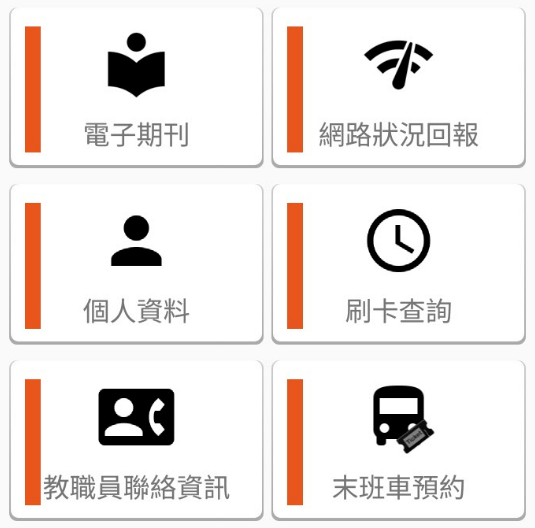 電子期刊
網路狀況回報
個人資料
刷卡查詢
教職員聯絡資訊
末班車預約
Ticket